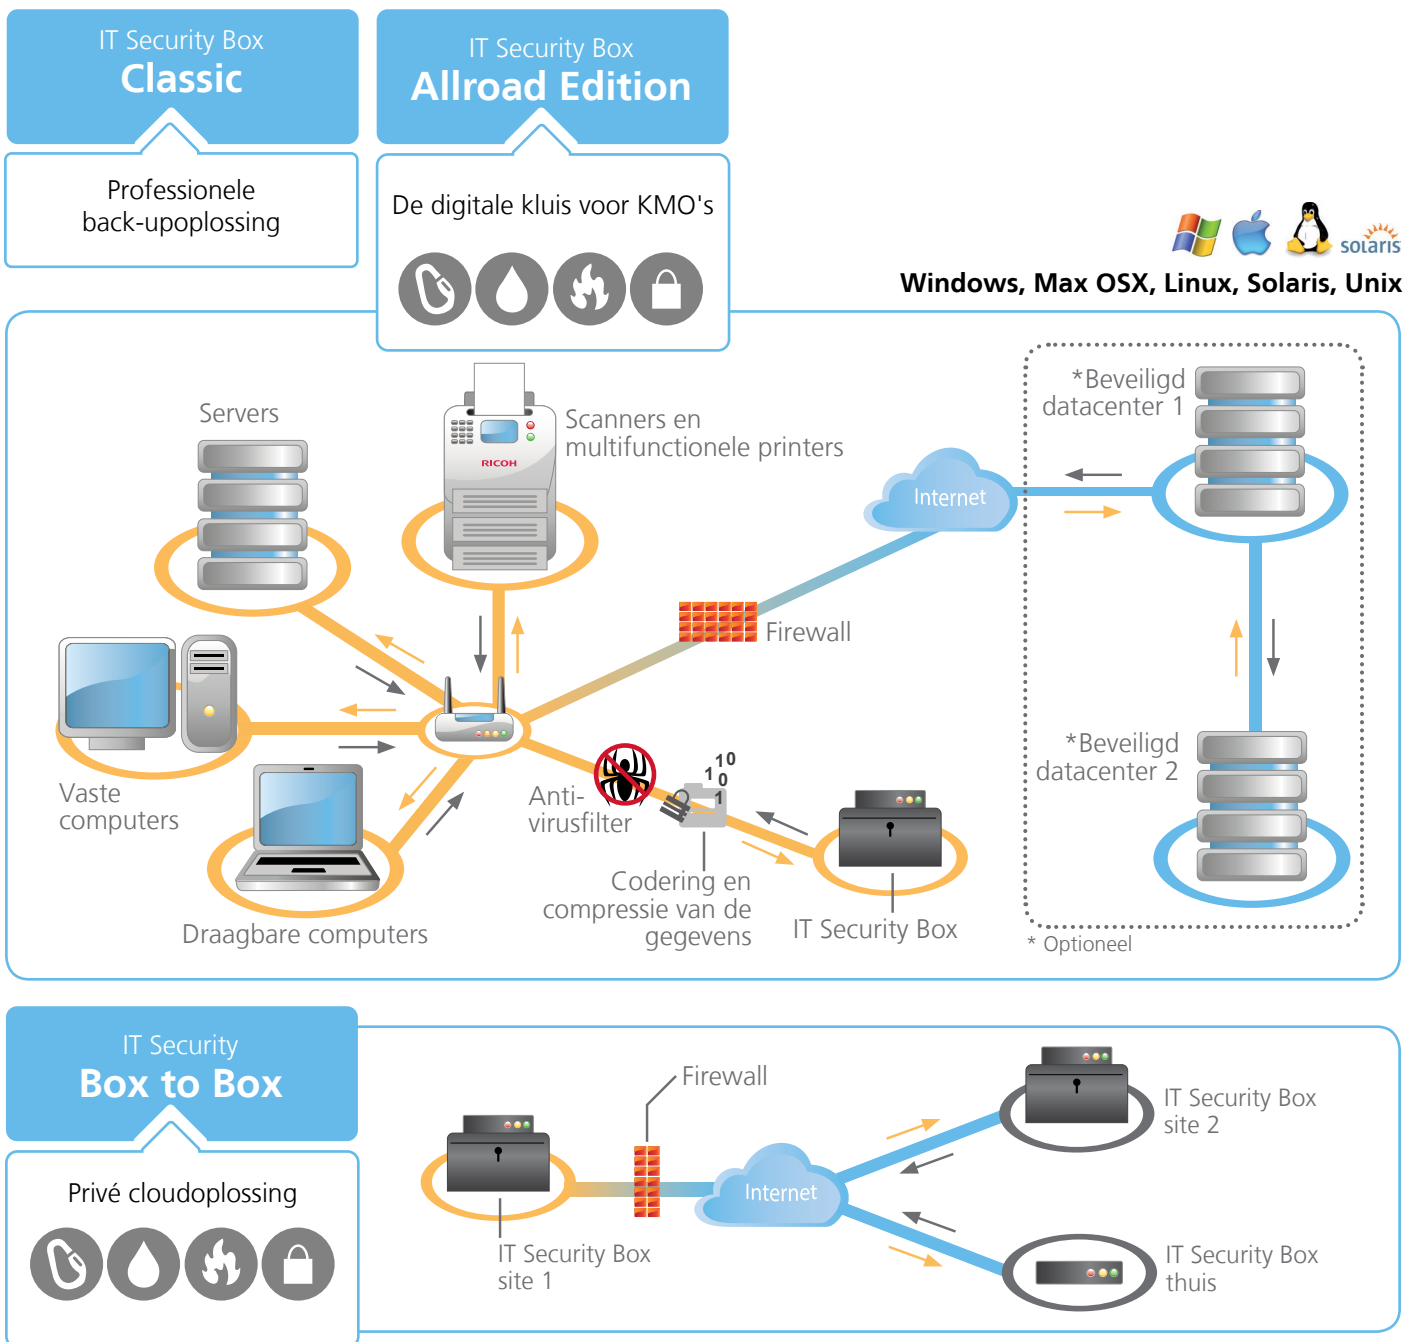 IT Security Box
Classic
Professionele
back-upoplossing
IT Security Box
Allroad Edition
De digitale kluis voor KMO's
solaris
Windows, Max OSX, Linux, Solaris, Unix
Servers
RICOH
Scanners en
multifunctionele printers
Internet
*Beveiligd
datacenter 1
Firewall
*Beveiligd
datacenter 2
Vaste
computers
Anti-
virusfilter
10
10
1
Codering en
compressie van de
gegevens
IT Security Box
Draagbare computers
* Optioneel
IT Security
Box to Box
Privé cloudoplossing
Firewall
Internet
IT Security Box
site 1
IT Security Box
site 2
IT Security Box
thuis